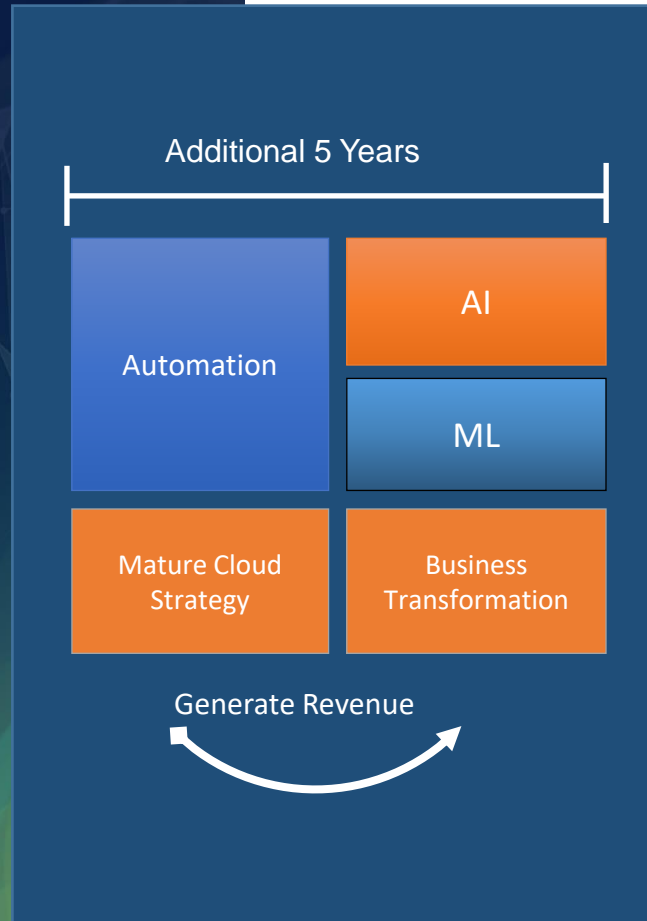 Additional 5 Years
Automation
AI
ML
Mature Cloud
Strategy
Business
Transformation
Generate Revenue